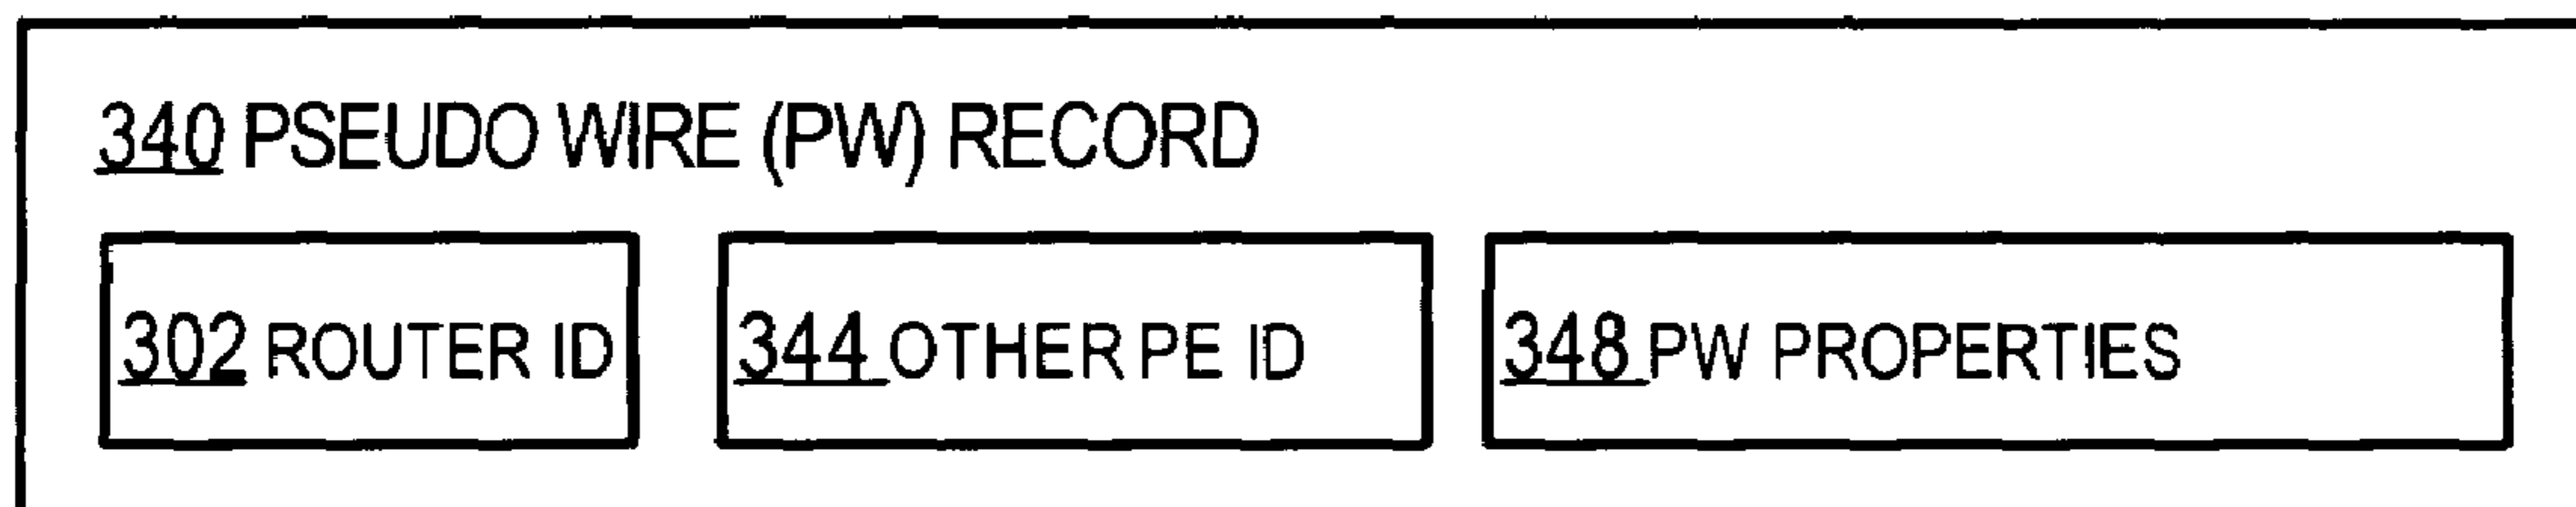 340 PSEUDO WIRE (PW) RECORD
302 ROUTER ID
344 OTHER PE ID
348 PW PROPERTIES